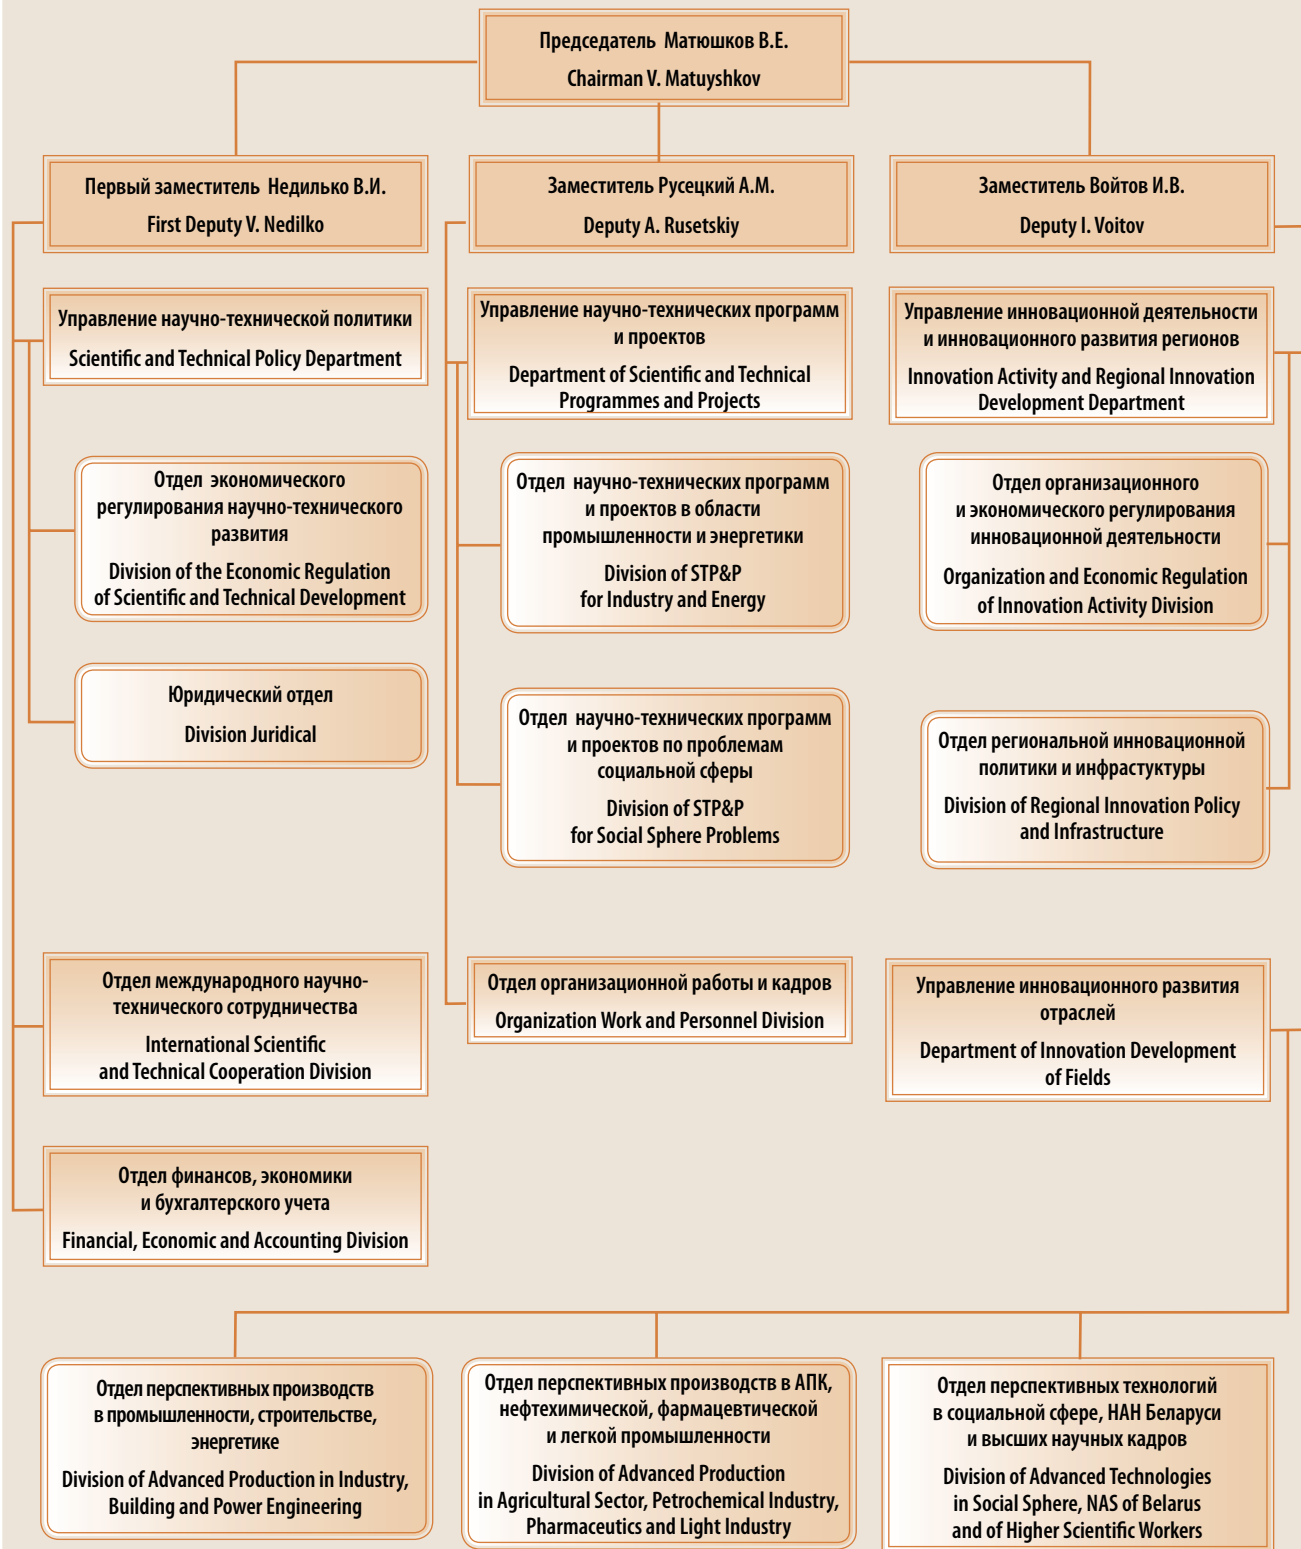 Председатель Матюшков В.Е.
Chairman V. Matuyshkov
Первый заместитель Недилько В.И.
First Deputy V. Nedilko
Заместитель Русецкий А.М.
Deputy A. Rusetskiy
Заместитель Войтов И.В.
Deputy I. Voitov
Управление научно-технической политики
Scientific and Technical Policy Department
Управление научно-технических программ
и проектов
Department of Scientific and Technical
Programmes and Projects
Управление инновационной деятельности
и инновационного развития регионов
Innovation Activity and Regional Innovation
Development Department
Отдел экономического
регулирования научно-технического
развития
Division of the Economic Regulation
of Scientific and Technical Development
Отдел научно-технических программ
и проектов в области
промышленности и энергетики
Division of STP&P
for Industry and Energy
Отдел организационного
и экономического регулирования
инновационной деятельности
Organization and Economic Regulation
of Innovation Activity Division
Юридический отдел
Division Juridical
Отдел научно-технических программ
и проектов по проблемам
социальной сферы
Division of STP&P
for Social Sphere Problems
Отдел региональной инновационной
политики и инфрастуктуры
Division of Regional Innovation Policy
and Infrastructure
Отдел международного научно-
технического сотрудничества
International Scientific
and Technical Cooperation Division
Отдел организационной работы и кадров
Organization Work and Personnel Division
Управление инновационного развития
отраслей
Department of Innovation Development
of Fields
Отдел финансов, экономики
и бухгалтерского учета
Financial, Economic and Accounting Division
Отдел перспективных производств
в промышленности, строительстве,
энергетике
Division of Advanced Production in Industry,
Building and Power Engineering
Отдел перспективных производств в АПК,
нефтехимической, фармацевтической
и легкой промышленности
Division of Advanced Production
in Agricultural Sector, Petrochemical Industry,
Pharmaceutics and Light Industry
Отдел перспективных технологий
в социальной сфере, НАН Беларуси
и высших научных кадров
Division of Advanced Technologies
in Social Sphere, NAS of Belarus
and of Higher Scientific Workers